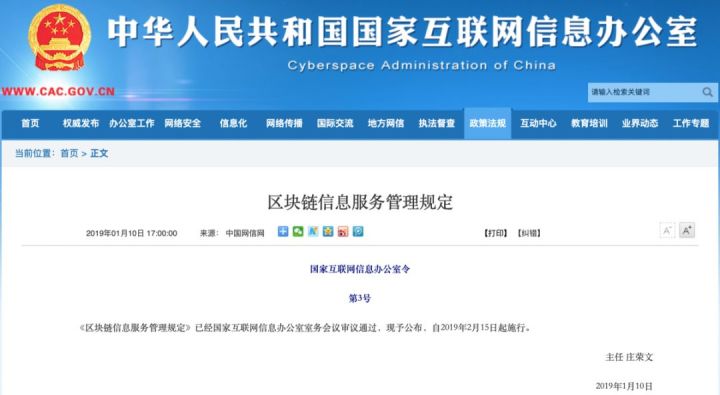 中华人民共和国国家互联网信息办公室
Cyberspace Administration of China
WWW.CAC.GOV.CN
请输入检索关键词
首页 权威发布 办公室工作 网络安全 信息化 网络传播 国际交流 地方网信 执法督查 政策法规 互动中心 教育培训 业界动态 工作专题
当前位置: 首页 > 正文
区块链信息服务管理规定
2019年01月10日 17:00:00 来源: 中国网信网 【打印】【纠错】 A- A+
国家互联网信息办公室令
第3号
《区块链信息服务管理规定》已经国家互联网信息办公室室务会议审议通过，现予公布，自2019年2月15日起施行。
主任 庄荣文
2019年1月10日